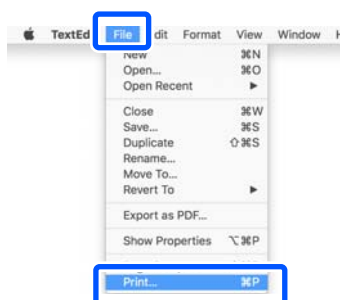 TextEd File dit Format View Window H
New ⌘N
Open... ⌘O
Open Recent ▶
Close ⌘W
Save... ⌘S
Duplicate ⇧⌘S
Rename...
Move To...
Revert To ▶
Export as PDF...
Show Properties ⌥⌘P
Print... ⌘P